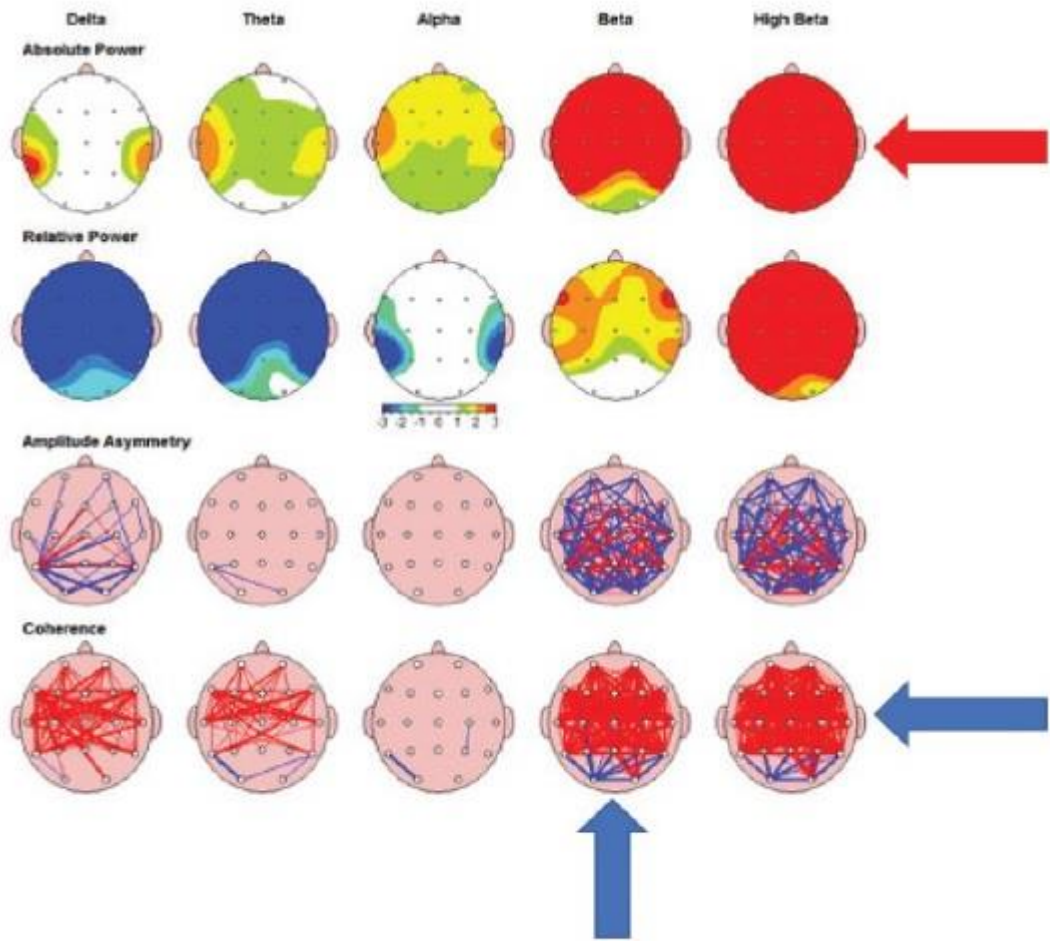 Delta Theta Alpha Beta High Beta
Absolute Power
Relative Power
-3 -2 -1 0 1 2 3
Amplitude Asymmetry
Coherence